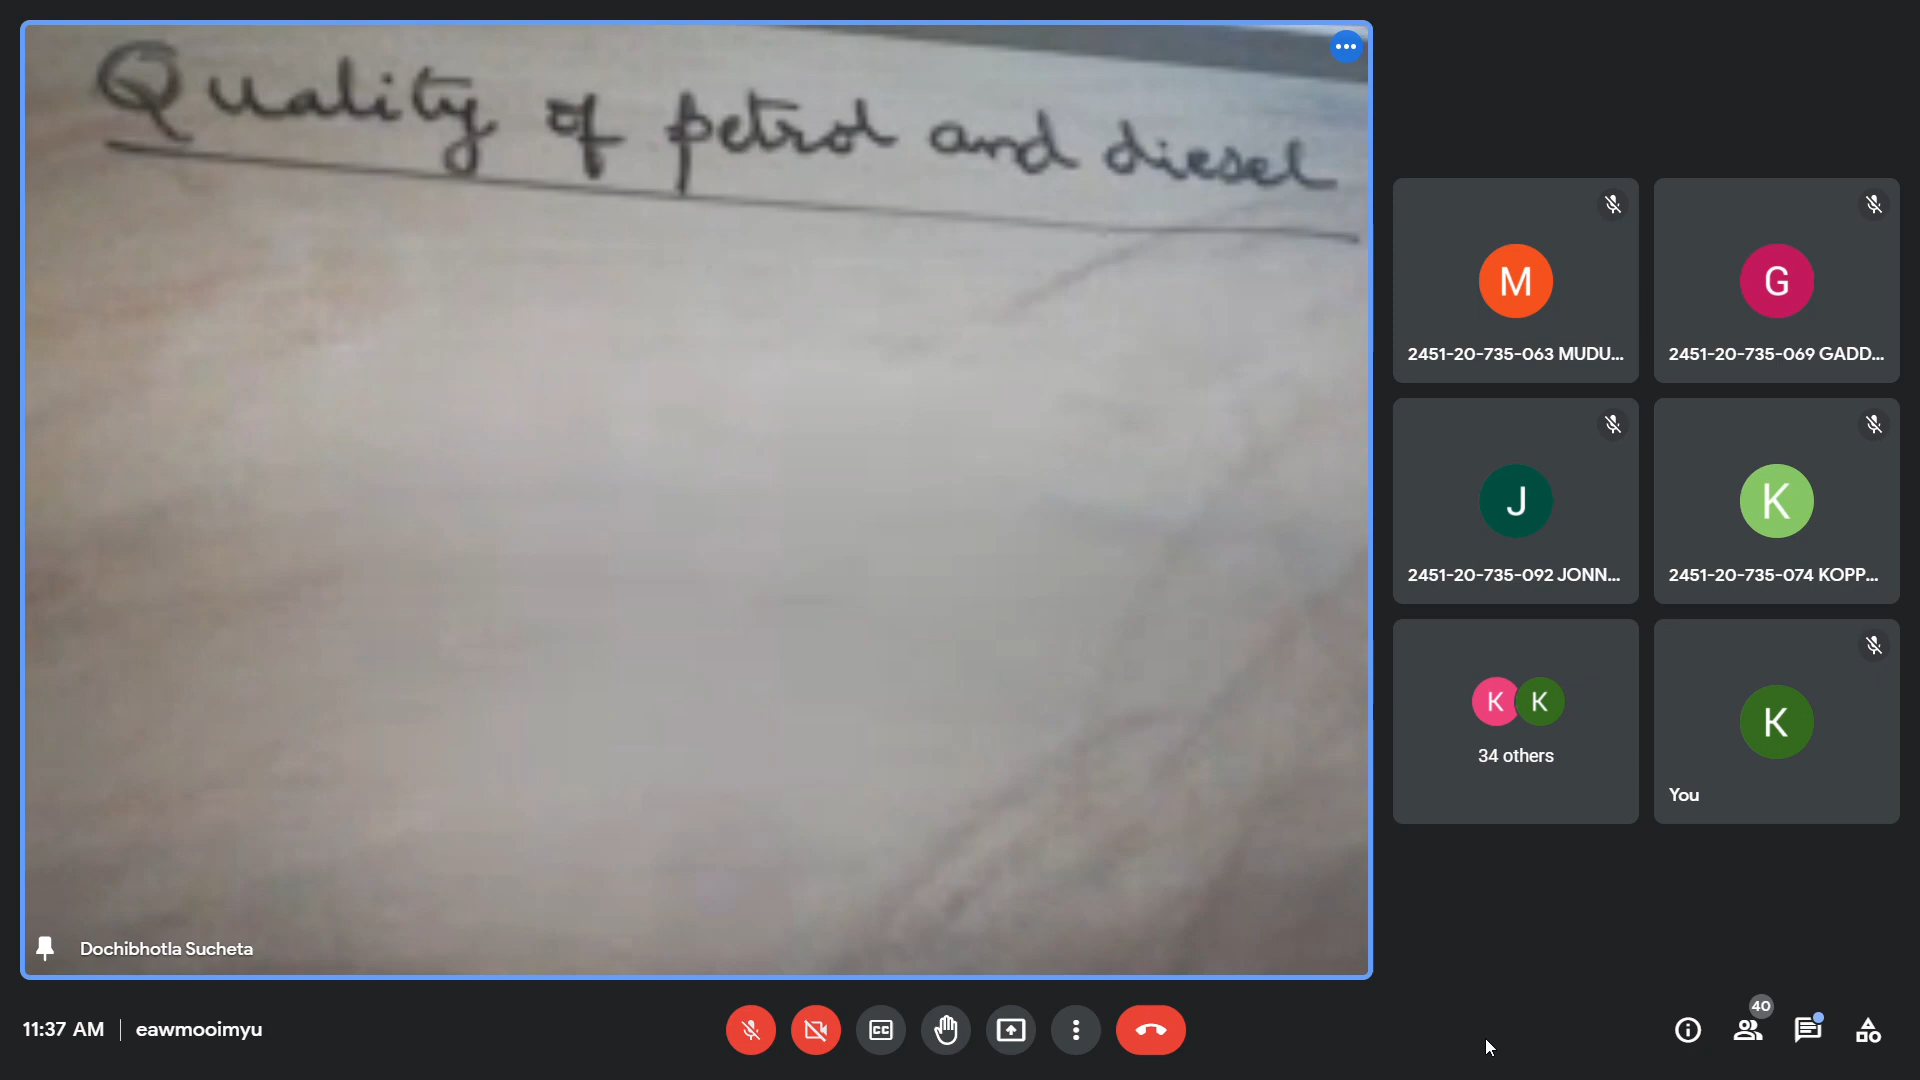 Quality of petrol and diesel
M
2451-20-735-063 MUDU...
G
2451-20-735-069 GADD...
J
2451-20-735-092 JONN...
K
2451-20-735-074 KOPP...
K K
34 others
K
You
Dochibhotla Sucheta
11:37 AM | eawmooimyu
CC
40